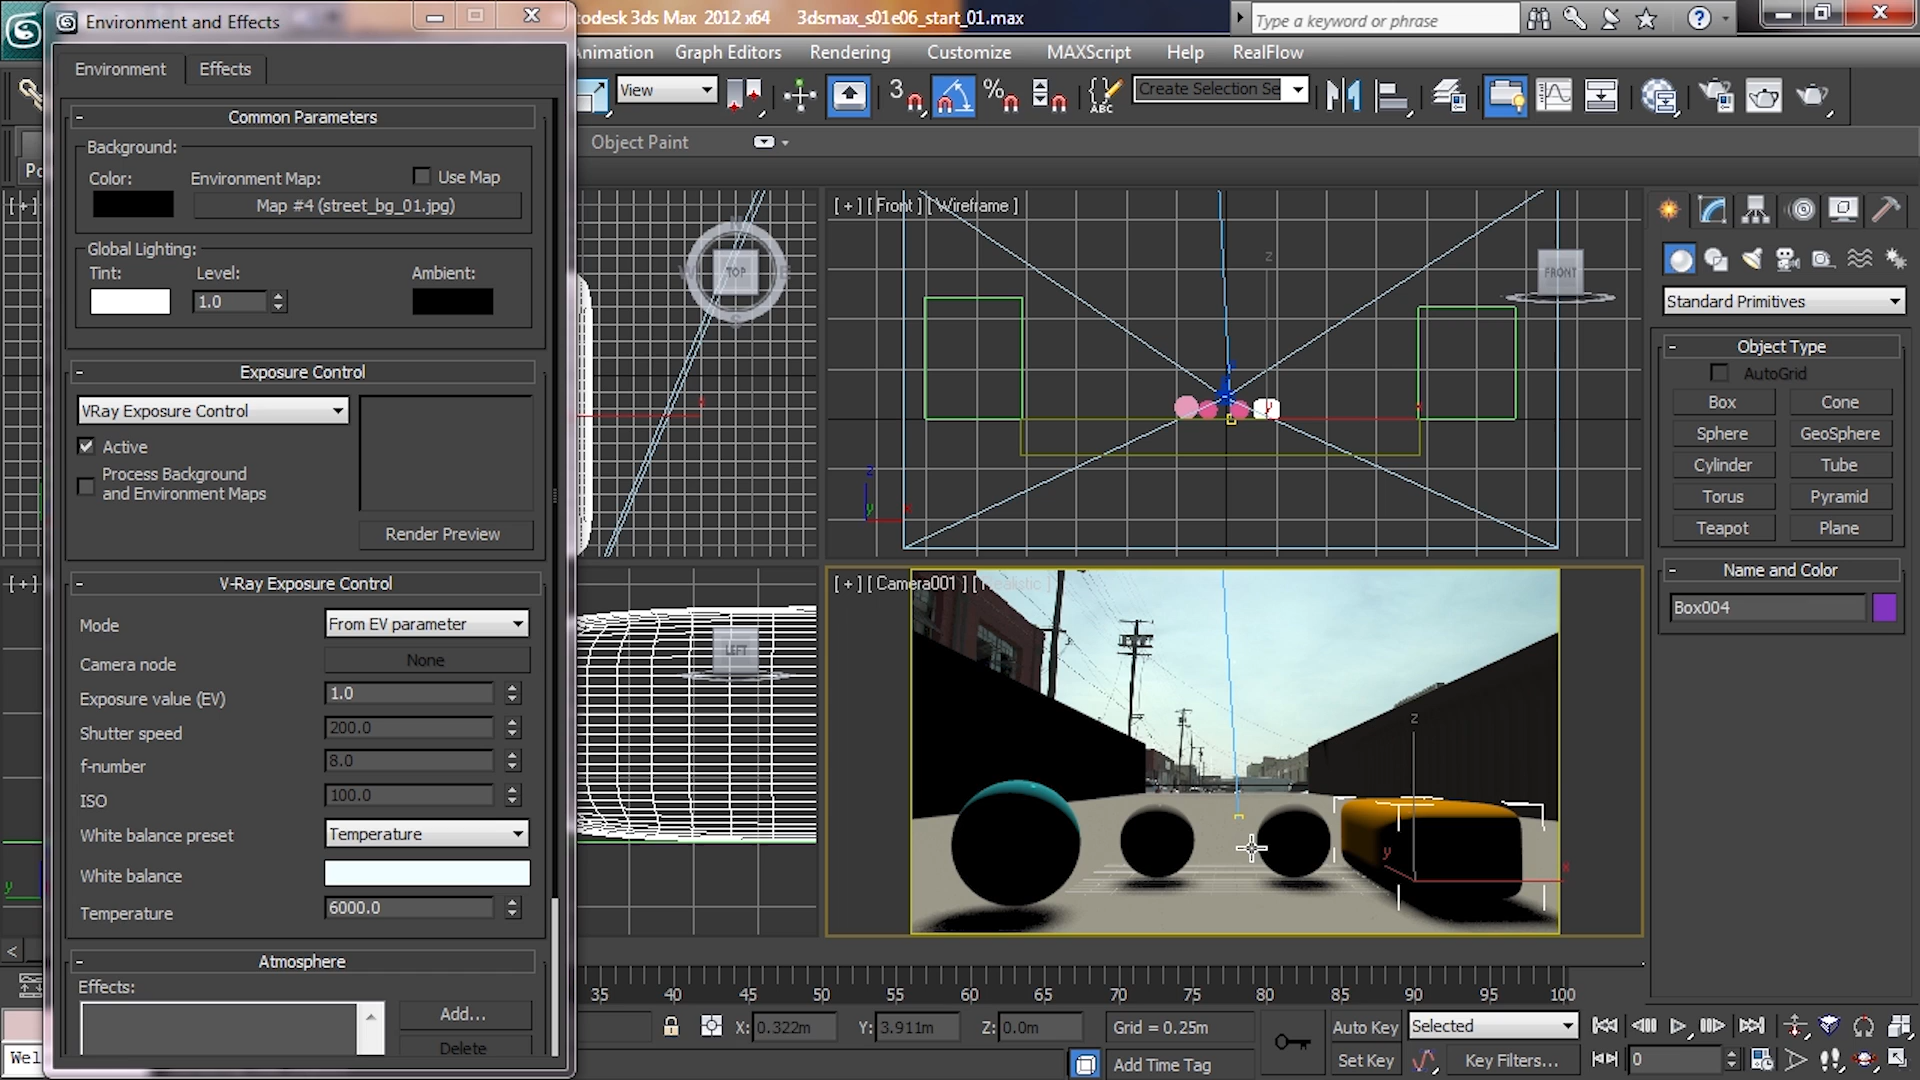 Environment and Effects
todesk 3ds Max 2012 x64
3dsmax_s01e06_start_01.max
Type a keyword or phrase
nimation
Graph Editors
Rendering
Customize
MAXScript
Help
RealFlow
Environment
Effects
View
3
%
ABC
Create Selection Se
Object Paint
- Common Parameters
Background:
Color:
Environment Map:
Use Map
Map #4 (street_bg_01.jpg)
Global Lighting:
Tint:
Level:
Ambient:
1.0
- Exposure Control
VRay Exposure Control
Active
Process Background
and Environment Maps
Render Preview
- V-Ray Exposure Control
Mode
From EV parameter
Camera node
None
Exposure value (EV)
1.0
Shutter speed
200.0
f-number
8.0
ISO
100.0
White balance preset
Temperature
White balance
Temperature
6000.0
- Atmosphere
Effects:
Add...
Delete
[ + ]
TOP
x
[ + ] [ Front ] [ Wireframe ]
FRONT
z
z
y
x
[ + ]
LEFT
y
[ + ] [ Camera001 ] [ Realistic ]
z
y
x
Standard Primitives
- Object Type
AutoGrid
Box
Cone
Sphere
GeoSphere
Cylinder
Tube
Torus
Pyramid
Teapot
Plane
- Name and Color
Box004
35 40 45 50 55 60 65 70 75 80 85 90 95 100
X: 0.322m
Y: 3.911m
Z: 0.0m
Grid = 0.25m
Auto Key
Selected
Wel
Add Time Tag
Set Key
Key Filters...
0